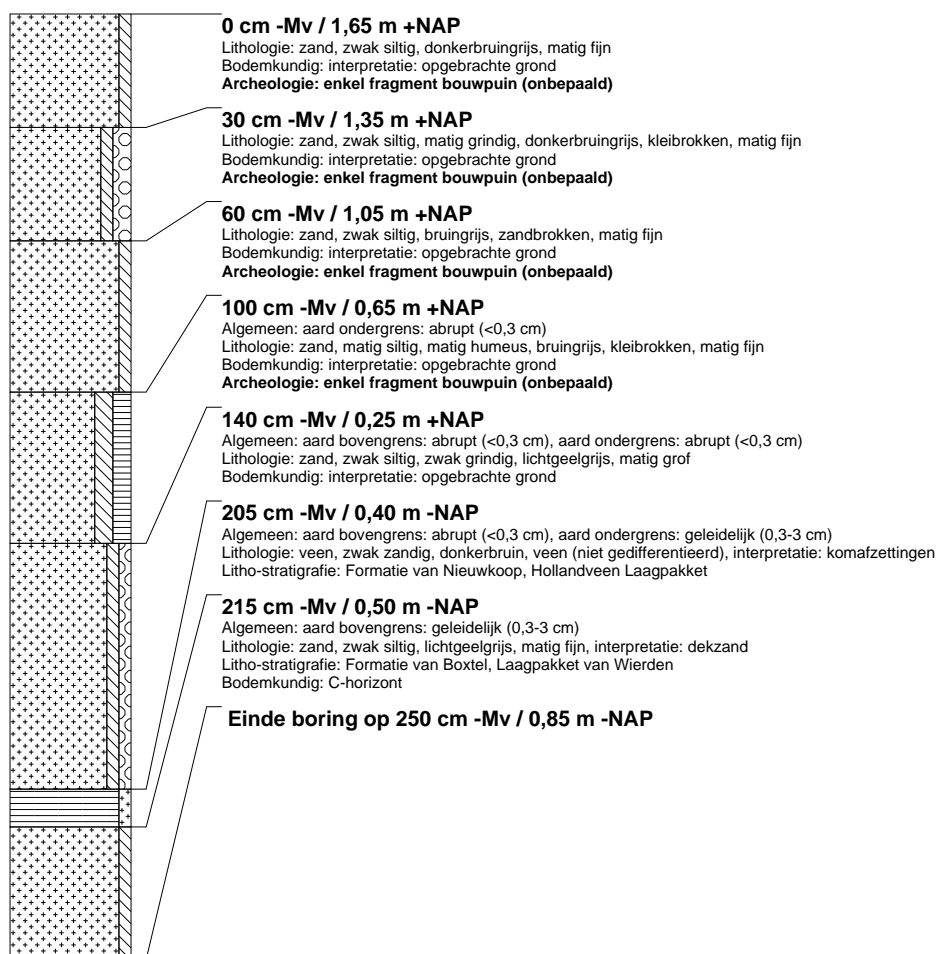 0 cm -Mv / 1,65 m +NAP
Lithologie: zand, zwak siltig, donkerbruingrijs, matig fijn
Bodemkundig: interpretatie: opgebrachte grond
Archeologie: enkel fragment bouwpuin (onbepaald)
30 cm -Mv / 1,35 m +NAP
Lithologie: zand, zwak siltig, matig grindig, donkerbruingrijs, kleibrokken, matig fijn
Bodemkundig: interpretatie: opgebrachte grond
Archeologie: enkel fragment bouwpuin (onbepaald)
60 cm -Mv / 1,05 m +NAP
Lithologie: zand, zwak siltig, bruingrijs, zandbrokken, matig fijn
Bodemkundig: interpretatie: opgebrachte grond
Archeologie: enkel fragment bouwpuin (onbepaald)
100 cm -Mv / 0,65 m +NAP
Algemeen: aard ondergrens: abrupt (<0,3 cm)
Lithologie: zand, matig siltig, matig humeus, bruingrijs, kleibrokken, matig fijn
Bodemkundig: interpretatie: opgebrachte grond
Archeologie: enkel fragment bouwpuin (onbepaald)
140 cm -Mv / 0,25 m +NAP
Algemeen: aard bovengrens: abrupt (<0,3 cm), aard ondergrens: abrupt (<0,3 cm)
Lithologie: zand, zwak siltig, zwak grindig, lichtgeelgrijs, matig grof
Bodemkundig: interpretatie: opgebrachte grond
205 cm -Mv / 0,40 m -NAP
Algemeen: aard bovengrens: abrupt (<0,3 cm), aard ondergrens: geleidelijk (0,3-3 cm)
Lithologie: veen, zwak zandig, donkerbruin, veen (niet gedifferentieerd), interpretatie: komafzettingen
Litho-stratigrafie: Formatie van Nieuwkoop, Hollandveen Laagpakket
215 cm -Mv / 0,50 m -NAP
Algemeen: aard bovengrens: geleidelijk (0,3-3 cm)
Lithologie: zand, zwak siltig, lichtgeelgrijs, matig fijn, interpretatie: dekzand
Litho-stratigrafie: Formatie van Boxtel, Laagpakket van Wierden
Bodemkundig: C-horizont
Einde boring op 250 cm -Mv / 0,85 m -NAP